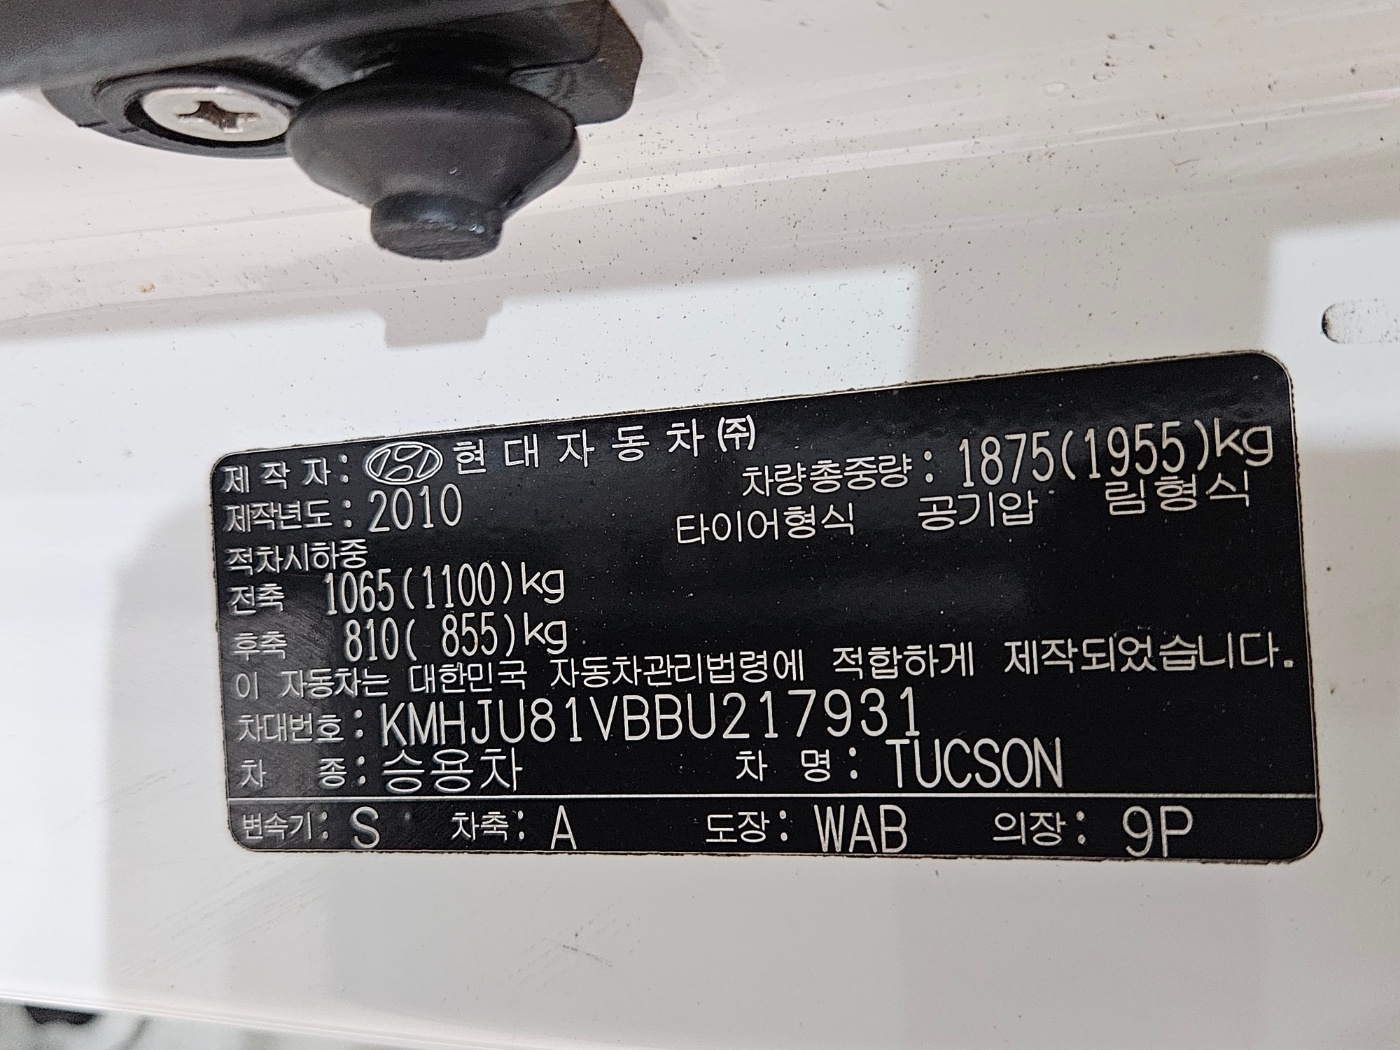 제 작 자 : 현 대 자 동 차 ㈜
제작년도 : 2010
차량총중량 : 1875(1955)kg
타이어형식 공기압 림형식
적차시하중
전축 1065(1100)kg
후축 810( 855)kg
이 자동차는 대한민국 자동차관리법령에 적합하게 제작되었습니다.
차대번호 : KMHJU81VBBU217931
차 종 : 승용차 차 명 : TUCSON
변속기 : S 차축 : A 도장 : WAB 의장 : 9P